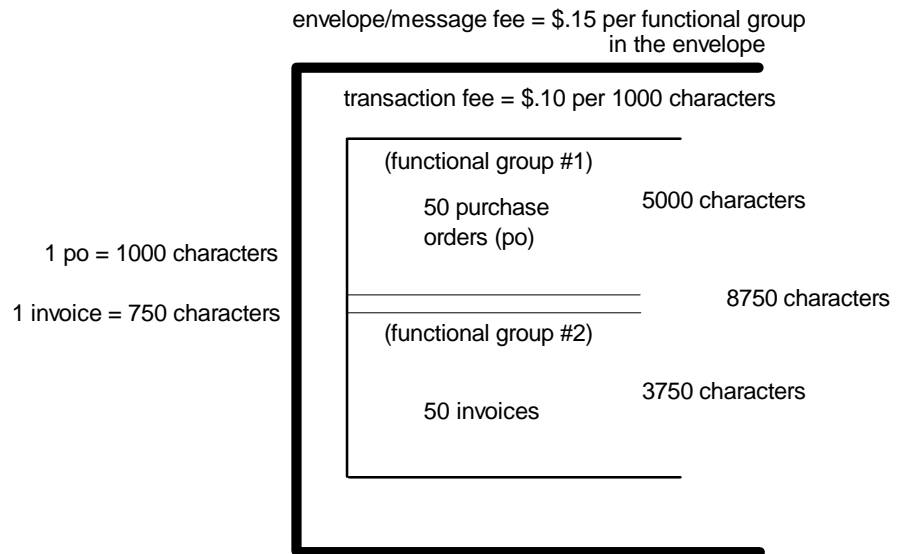 envelope/message fee = $.15 per functional group
in the envelope
transaction fee = $.10 per 1000 characters
(functional group #1)
50 purchase
orders (po)
5000 characters
1 po = 1000 characters
1 invoice = 750 characters
8750 characters
(functional group #2)
50 invoices
3750 characters